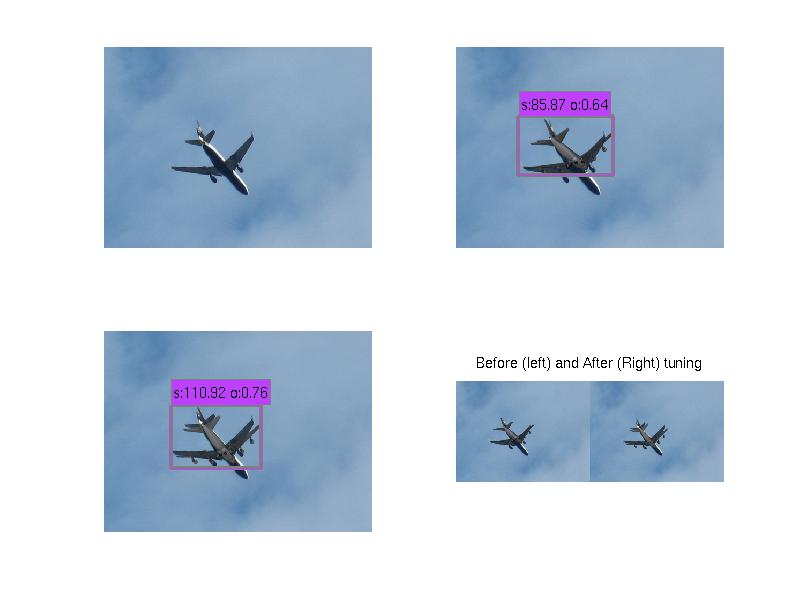 s:85.87 o:0.64
s:110.92 o:0.76
Before (left) and After (Right) tuning